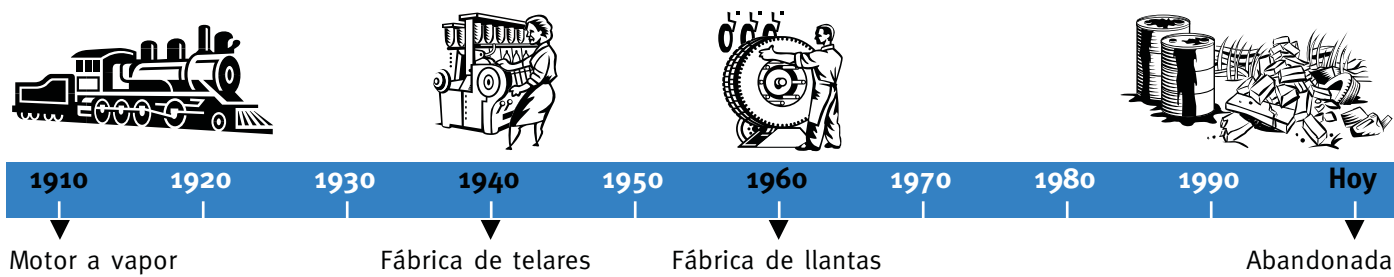 1910 1920 1930 1940 1950 1960 1970 1980 1990 Hoy
Motor a vapor Fábrica de telares Fábrica de llantas Abandonada